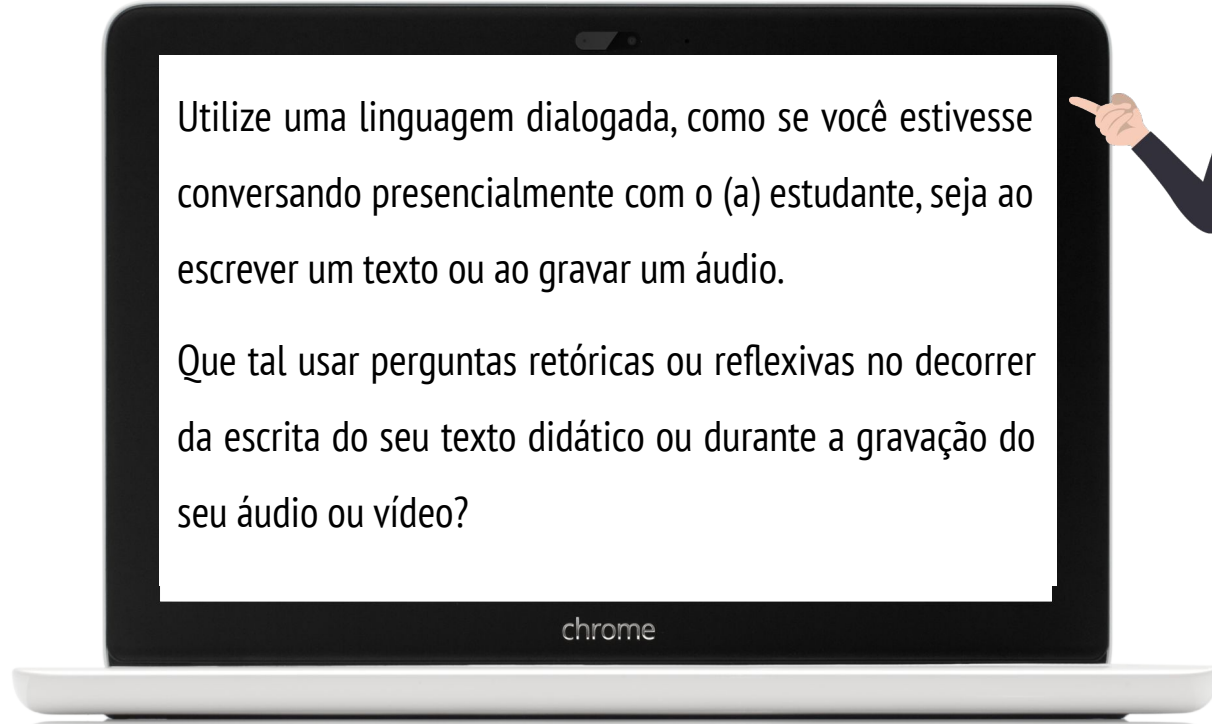 Utilize uma linguagem dialogada, como se você estivesse
conversando presencialmente com o (a) estudante, seja ao
escrever um texto ou ao gravar um áudio.
Que tal usar perguntas retóricas ou reflexivas no decorrer
da escrita do seu texto didático ou durante a gravação do
seu áudio ou vídeo?
chrome